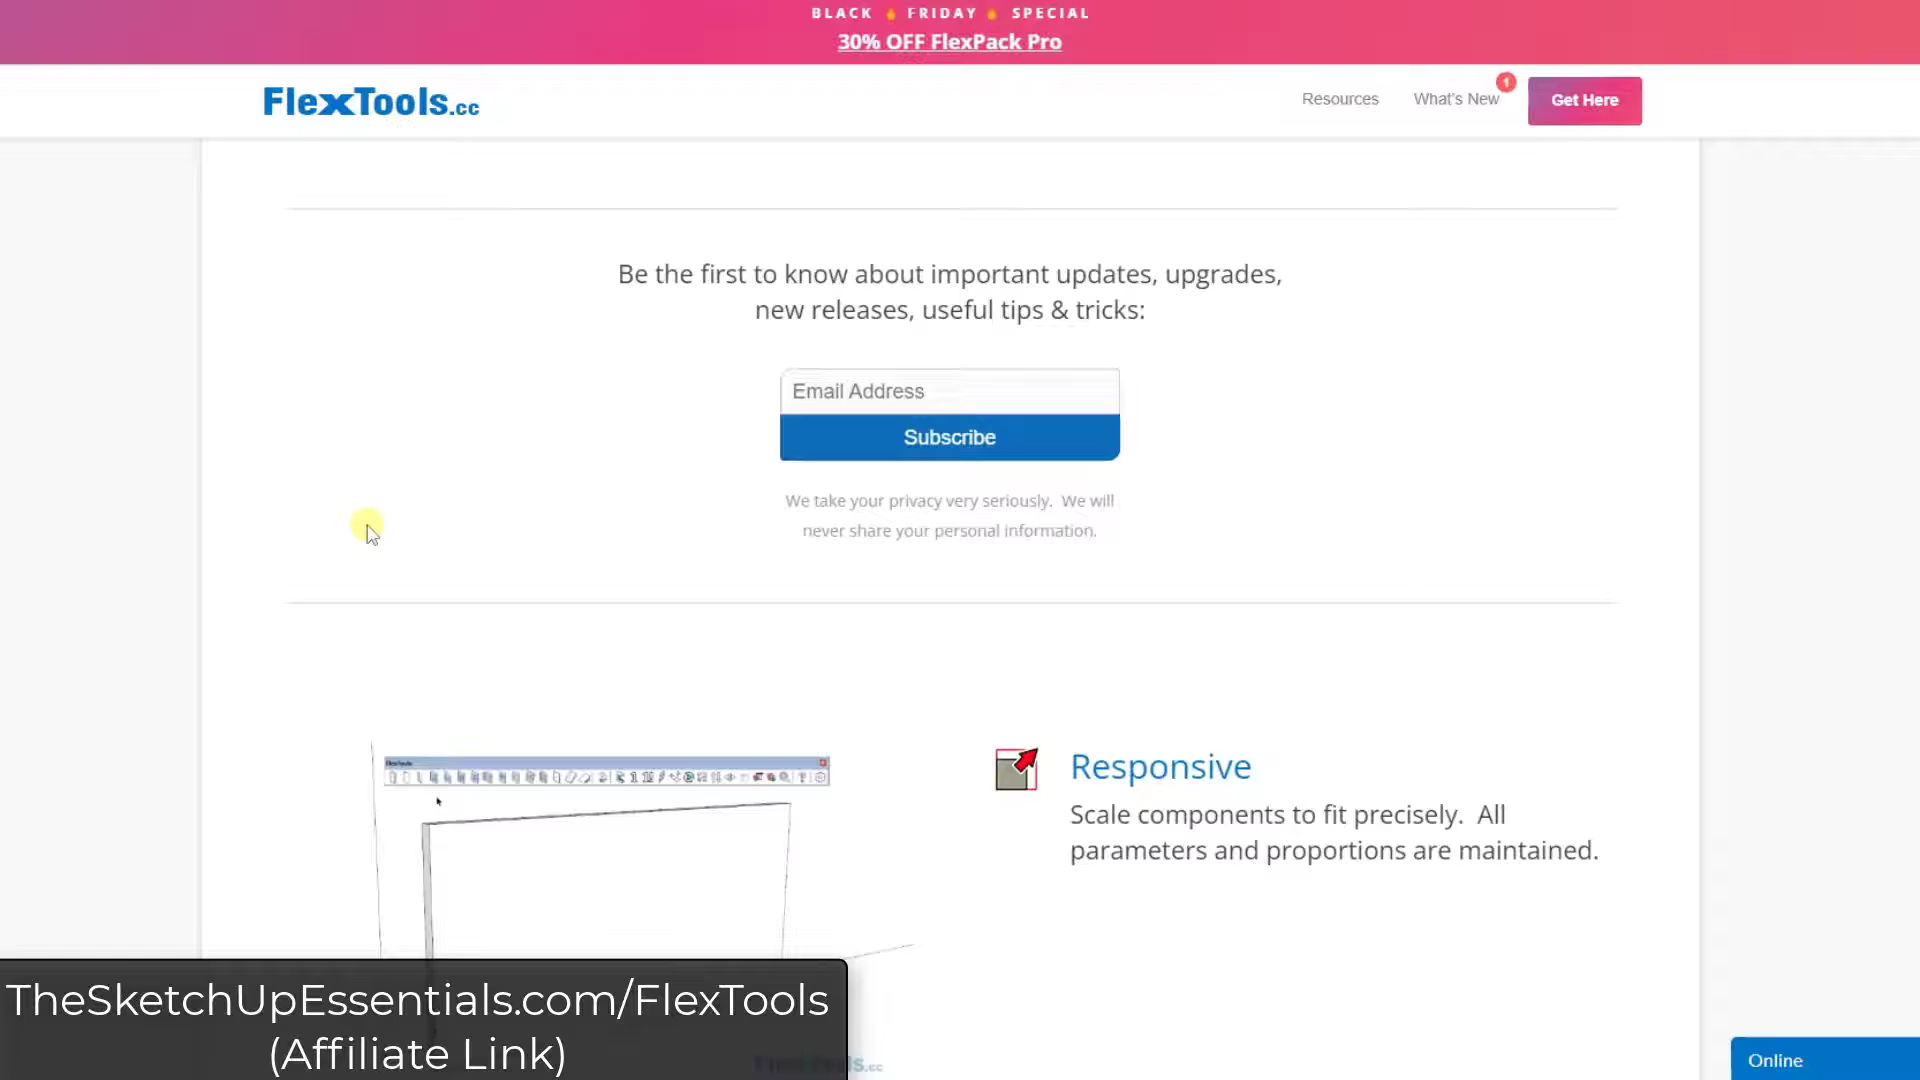 BLACK FRIDAY SPECIAL
30% OFF FlexPack Pro
FlexTools.cc
Resources
What's New
1
Get Here
Be the first to know about important updates, upgrades,
new releases, useful tips & tricks:
Email Address
Subscribe
We take your privacy very seriously. We will
never share your personal information.
FlexTools
Responsive
Scale components to fit precisely. All
parameters and proportions are maintained.
TheSketchUpEssentials.com/FlexTools
(Affiliate Link)
Online